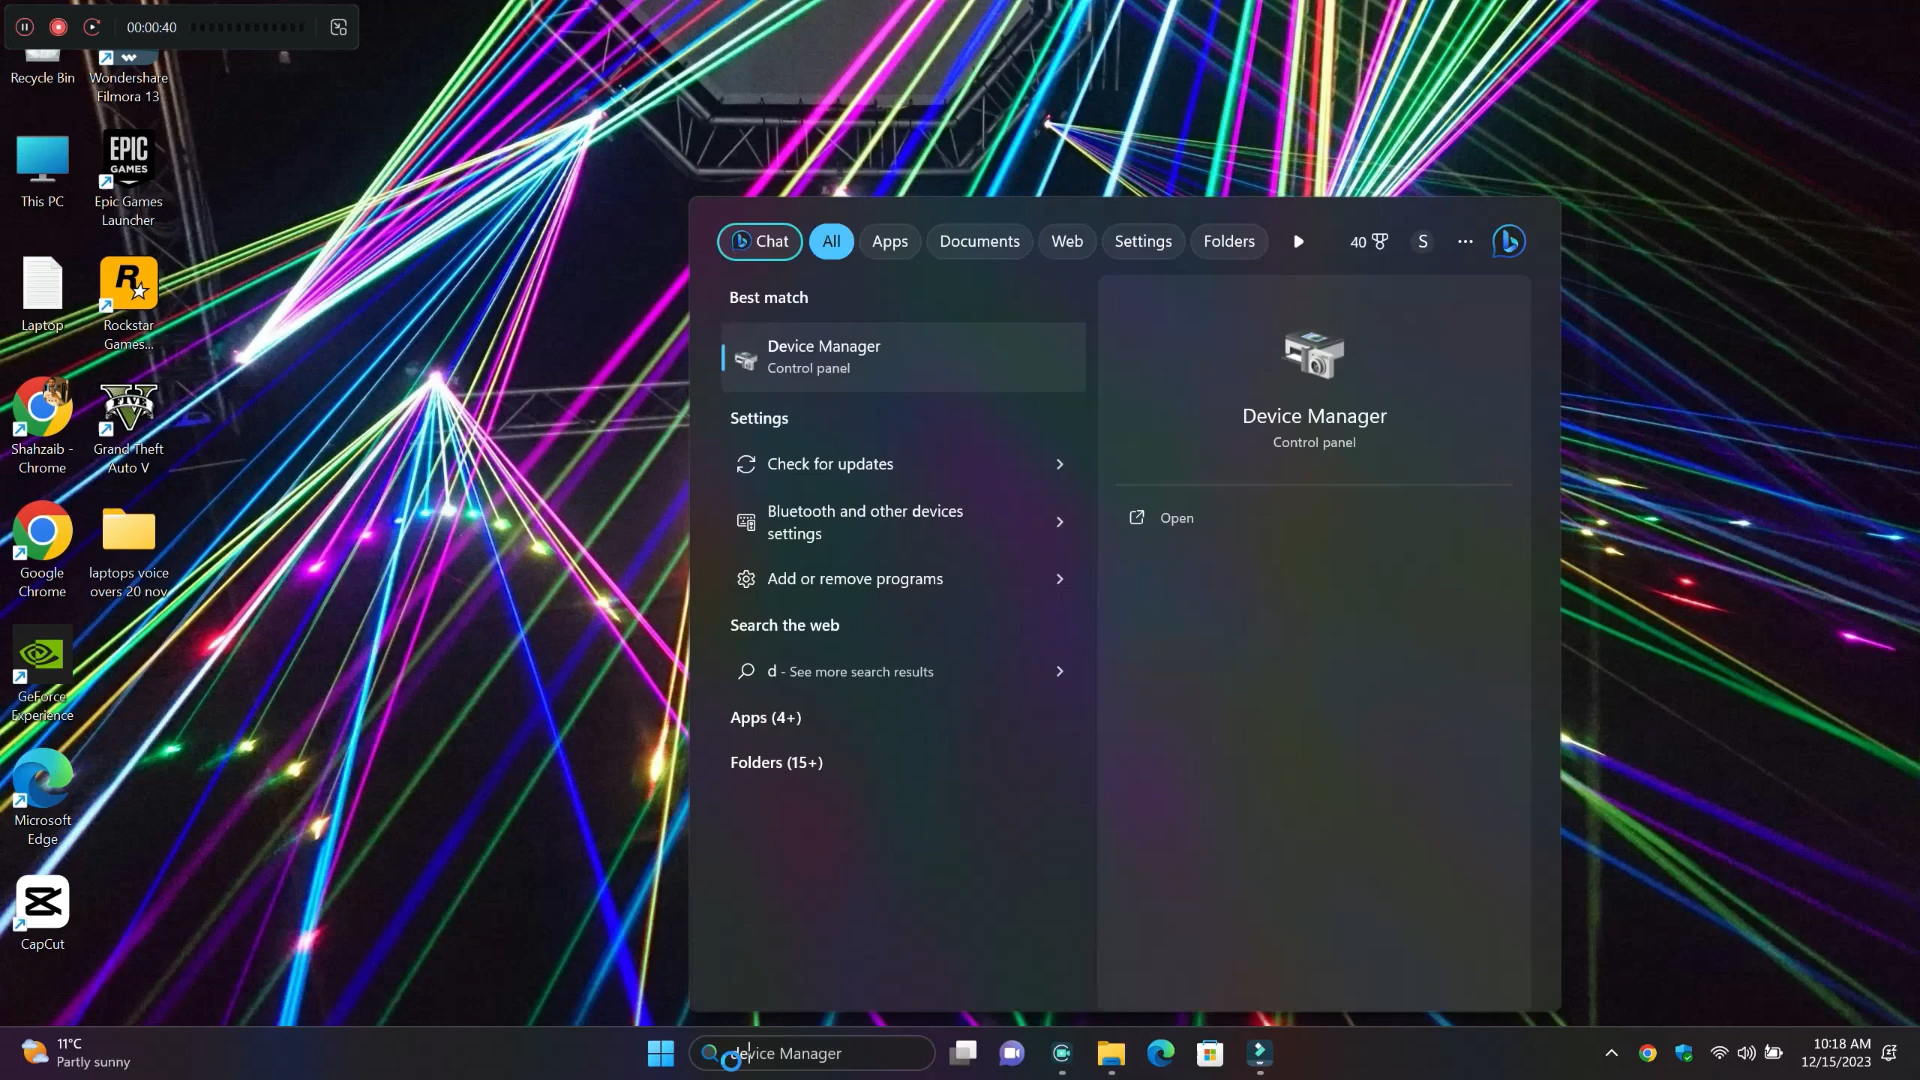 00:00:40
Recycle Bin
Wondershare
Filmora 13
This PC
EPIC
GAMES
Epic Games
Launcher
Laptop
R
Rockstar
Games...
Shahzaib -
Chrome
FIVE
Grand Theft
Auto V
Google
Chrome
laptops voice
overs 20 nov
GeForce
Experience
Microsoft
Edge
CapCut
Chat
All
Apps
Documents
Web
Settings
Folders
40
S
Best match
Device Manager
Control panel
Settings
Check for updates
Bluetooth and other devices
settings
Add or remove programs
Search the web
d - See more search results
Apps (4+)
Folders (15+)
Device Manager
Control panel
Open
11°C
Partly sunny
device Manager
10:18 AM
12/15/2023